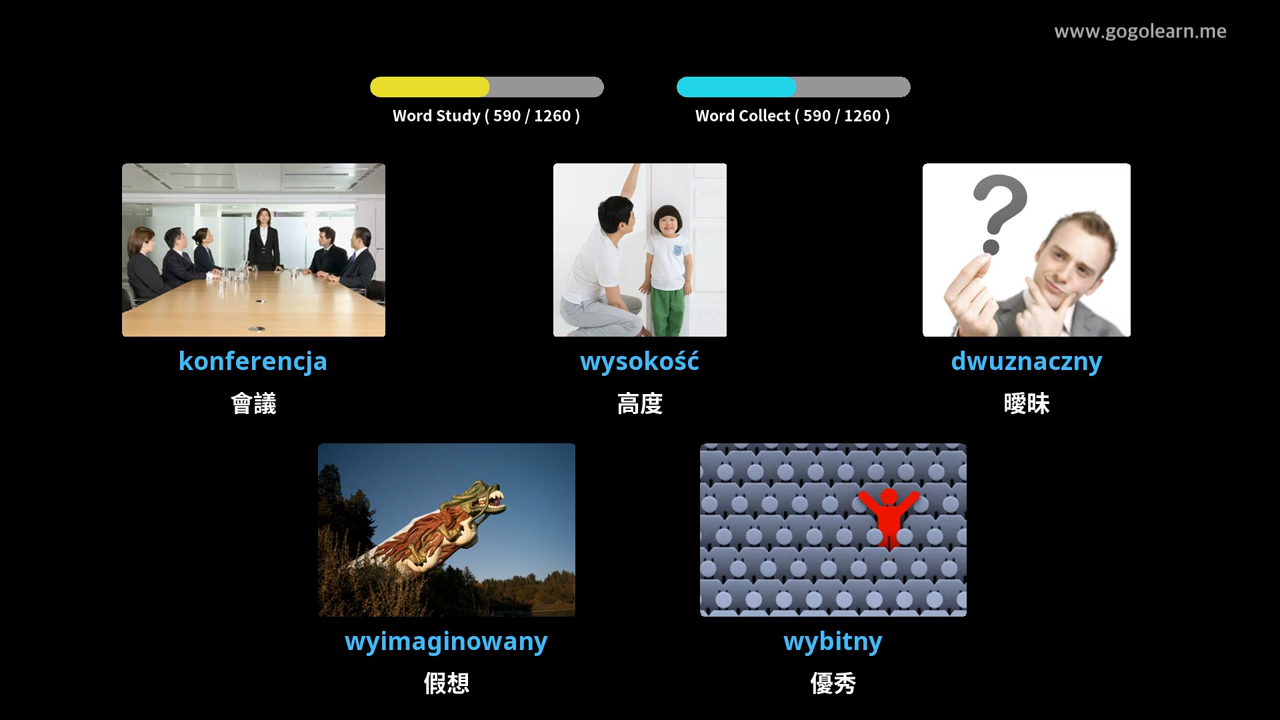 www.gogolearn.me
Word Study ( 590 / 1260 )
Word Collect ( 590 / 1260 )
konferencja
會議
wysokość
高度
dwuznaczny
曖昧
wyimaginowany
假想
wybitny
優秀